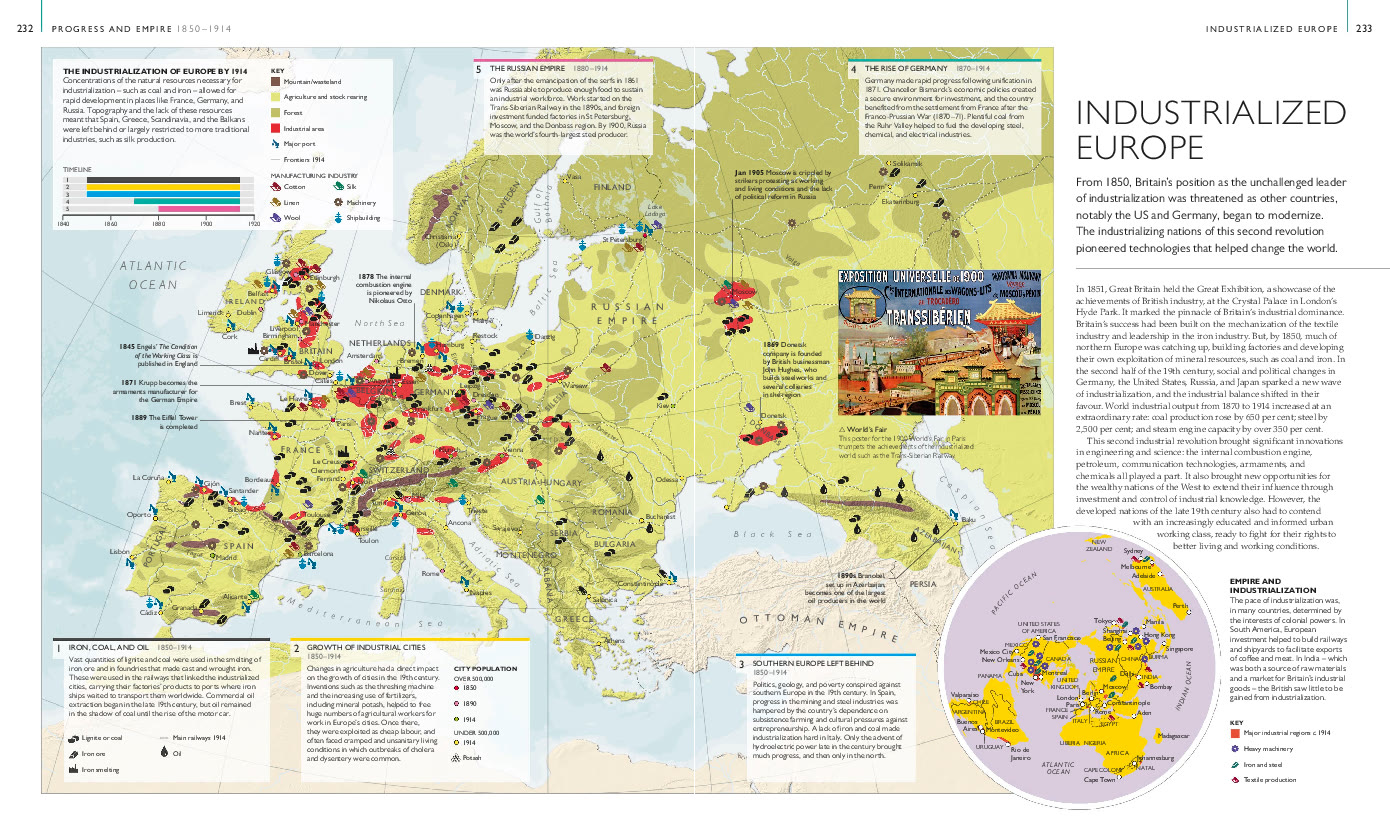 232 PROGRESS AND EMPIRE 1850–1914
INDUSTRIALIZED EUROPE 233
THE INDUSTRIALIZATION OF EUROPE BY 1914
Concentrations of the natural resources necessary for
industrialization – such as coal and iron – allowed for
rapid development in places like France, Germany, and
Russia. Topography and the lack of these resources
meant that Spain, Greece, Scandinavia, and the Balkans
were left behind or largely restricted to more traditional
industries, such as silk production.
TIMELINE
1
2
3
4
5
1840 1860 1880 1900 1920
KEY
Mountain/wasteland
Agriculture and stock rearing
Forest
Industrial area
Major port
Frontiers 1914
MANUFACTURING INDUSTRY
Cotton
Silk
Linen
Machinery
Wool
Shipbuilding
5 THE RUSSIAN EMPIRE 1880–1914
Only after the emancipation of the serfs in 1861
was Russia able to produce enough food to sustain
an industrial workforce. Work started on the
Trans-Siberian Railway in the 1890s, and foreign
investment funded factories in St Petersburg,
Moscow, and the Donbass region. By 1900, Russia
was the world's fourth-largest steel producer.
4 THE RISE OF GERMANY 1870–1914
Germany made rapid progress following unification in
1871. Chancellor Bismarck's economic policies created
a secure environment for investment, and the country
benefited from the settlement from France after the
Franco-Prussian War (1870–71). Plentiful coal from
the Ruhr Valley helped to fuel the developing steel,
chemical, and electrical industries.
INDUSTRIALIZED
EUROPE
From 1850, Britain's position as the unchallenged leader
of industrialization was threatened as other countries,
notably the US and Germany, began to modernize.
The industrializing nations of this second revolution
pioneered technologies that helped change the world.
In 1851, Great Britain held the Great Exhibition, a showcase of the
achievements of British industry, at the Crystal Palace in London's
Hyde Park. It marked the pinnacle of Britain's industrial dominance.
Britain's success had been built on the mechanization of the textile
industry and leadership in the iron industry. But, by 1850, much of
northern Europe was catching up, building factories and developing
their own exploitation of mineral resources, such as coal and iron. In
the second half of the 19th century, social and political changes in
Germany, the United States, Russia, and Japan sparked a new wave
of industrialization, and the industrial balance shifted in their
favour. World industrial output from 1870 to 1914 increased at an
extraordinary rate: coal production rose by 650 per cent; steel by
2,500 per cent; and steam engine capacity by over 350 per cent.
This second industrial revolution brought significant innovations
in engineering and science: the internal combustion engine,
petroleum, communication technologies, armaments, and
chemicals all played a part. It also brought new opportunities for
the wealthy nations of the West to extend their influence through
investment and control of industrial knowledge. However, the
developed nations of the late 19th century also had to contend
with an increasingly educated and informed urban
working class, ready to fight for their rights to
better living and working conditions.
Jan 1905 Moscow is crippled by
strikers protesting at working
and living conditions and the lack
of political reform in Russia
1878 The internal
combustion engine
is pioneered by
Nikolaus Otto
1845 Engels' The Condition
of the Working Class is
published in England
1871 Krupp becomes the
armaments manufacturer for
the German Empire
1889 The Eiffel Tower
is completed
1869 Donetsk
company is founded
by British businessman
John Hughes, who
builds steelworks and
several collieries
in the region
EXPOSITION UNIVERSELLE DE 1900
TRANSSIBÉRIEN
△ World's Fair
This poster for the 1900 World's Fair in Paris
trumpets the achievements of the industrialized
world such as the Trans-Siberian Railway.
1890s Branobel,
set up in Azerbaijan,
becomes one of the largest
oil producers in the world
ATLANTIC
OCEAN
North Sea
Baltic Sea
Black Sea
Caspian Sea
Adriatic Sea
Mediterranean Sea
Lake
Ladoga
Volga
NORWAY
SWEDEN
FINLAND
Vasa
Solikamsk
Perm'
Ekaterinburg
Christiania
(Oslo)
St Petersburg
Moscow
RUSSIAN
EMPIRE
DENMARK
Copenhagen
Rostock
Danzig
Hamburg
Bremen
NETHERLANDS
Amsterdam
GERMANY
Warsaw
Kiev
Donetsk
Glasgow
Edinburgh
Belfast
IRELAND
Dublin
Limerick
Cork
Liverpool
Manchester
Birmingham
BRITAIN
Cardiff
Bristol
London
Dover
Calais
Brest
Le Havre
Paris
Nantes
FRANCE
Le Creusot
Clermont
Ferrand
SWITZERLAND
Bordeaux
Toulouse
Marseille
Toulon
Genoa
Vienna
AUSTRIA-HUNGARY
Trieste
Ancona
Sarajevo
SERBIA
ROMANIA
Bucharest
BULGARIA
MONTENEGRO
ALBANIA
Odessa
Constantinople
Salonica
GREECE
Athens
ITALY
Rome
Naples
Corsica
Sardinia
La Coruña
Gijón
Santander
Bilbao
Oporto
Lisbon
PORTUGAL
SPAIN
Madrid
Barcelona
Granada
Alicante
Cádiz
Baku
AZERBAIJAN
PERSIA
OTTOMAN EMPIRE
1 IRON, COAL, AND OIL 1850–1914
Vast quantities of lignite and coal were used in the smelting of
iron ore and in foundries that made cast and wrought iron.
These were used in the railways that linked the industrialized
cities, carrying their factories' products to ports where iron
ships waited to transport them worldwide. Commercial oil
extraction began in the late 19th century, but oil remained
in the shadow of coal until the rise of the motor car.
Lignite or coal
Main railways 1914
Iron ore
Oil
Iron smelting
2 GROWTH OF INDUSTRIAL CITIES
1850–1914
Changes in agriculture had a direct impact
on the growth of cities in the 19th century.
Inventions such as the threshing machine
and the increasing use of fertilizers,
including mineral potash, helped to free
huge numbers of agricultural workers for
work in Europe's cities. Once there,
they were exploited as cheap labour, and
often faced cramped and unsanitary living
conditions in which outbreaks of cholera
and dysentery were common.
CITY POPULATION
OVER 500,000
1850
1890
1914
UNDER 500,000
1914
Potash
3 SOUTHERN EUROPE LEFT BEHIND
1850–1914
Politics, geology, and poverty conspired against
southern Europe in the 19th century. In Spain,
progress in the mining and steel industries was
hampered by the country's dependence on
subsistence farming and cultural pressures against
entrepreneurship. A lack of iron and coal made
industrialization hard in Italy. Only the advent of
hydroelectric power late in the century brought
much progress, and then only in the north.
NEW
ZEALAND
Sydney
Melbourne
Adelaide
AUSTRALIA
Perth
PACIFIC OCEAN
UNITED STATES
OF AMERICA
Tokyo
Manila
Shanghai
Hong Kong
Beijing
San Francisco
MEXICO
Mexico City
New Orleans
CANADA
RUSSIAN
EMPIRE
CHINA
BURMA
Singapore
PANAMA
Cuba
Montreal
New
York
UNITED
KINGDOM
INDIA
Bombay
Moscow
Berlin
London
Paris
Constantinople
FRANCE
Rome
SPAIN
ITALY
EGYPT
Aden
INDIAN OCEAN
Valparaiso
CHILE
ARGENTINA
BRAZIL
Buenos
Aires
Montevideo
URUGUAY
Rio de
Janeiro
LIBERIA
NIGERIA
AFRICA
Madagascar
ATLANTIC
OCEAN
CAPE COLONY
Johannesburg
NATAL
Cape Town
EMPIRE AND
INDUSTRIALIZATION
The pace of industrialization was,
in many countries, determined by
the interests of colonial powers. In
South America, European
investment helped to build railways
and shipyards to facilitate exports
of coffee and meat. In India – which
was both a source of raw materials
and a market for Britain's industrial
goods – the British saw little to be
gained from industrialization.
KEY
Major industrial regions c 1914
Heavy machinery
Iron and steel
Textile production